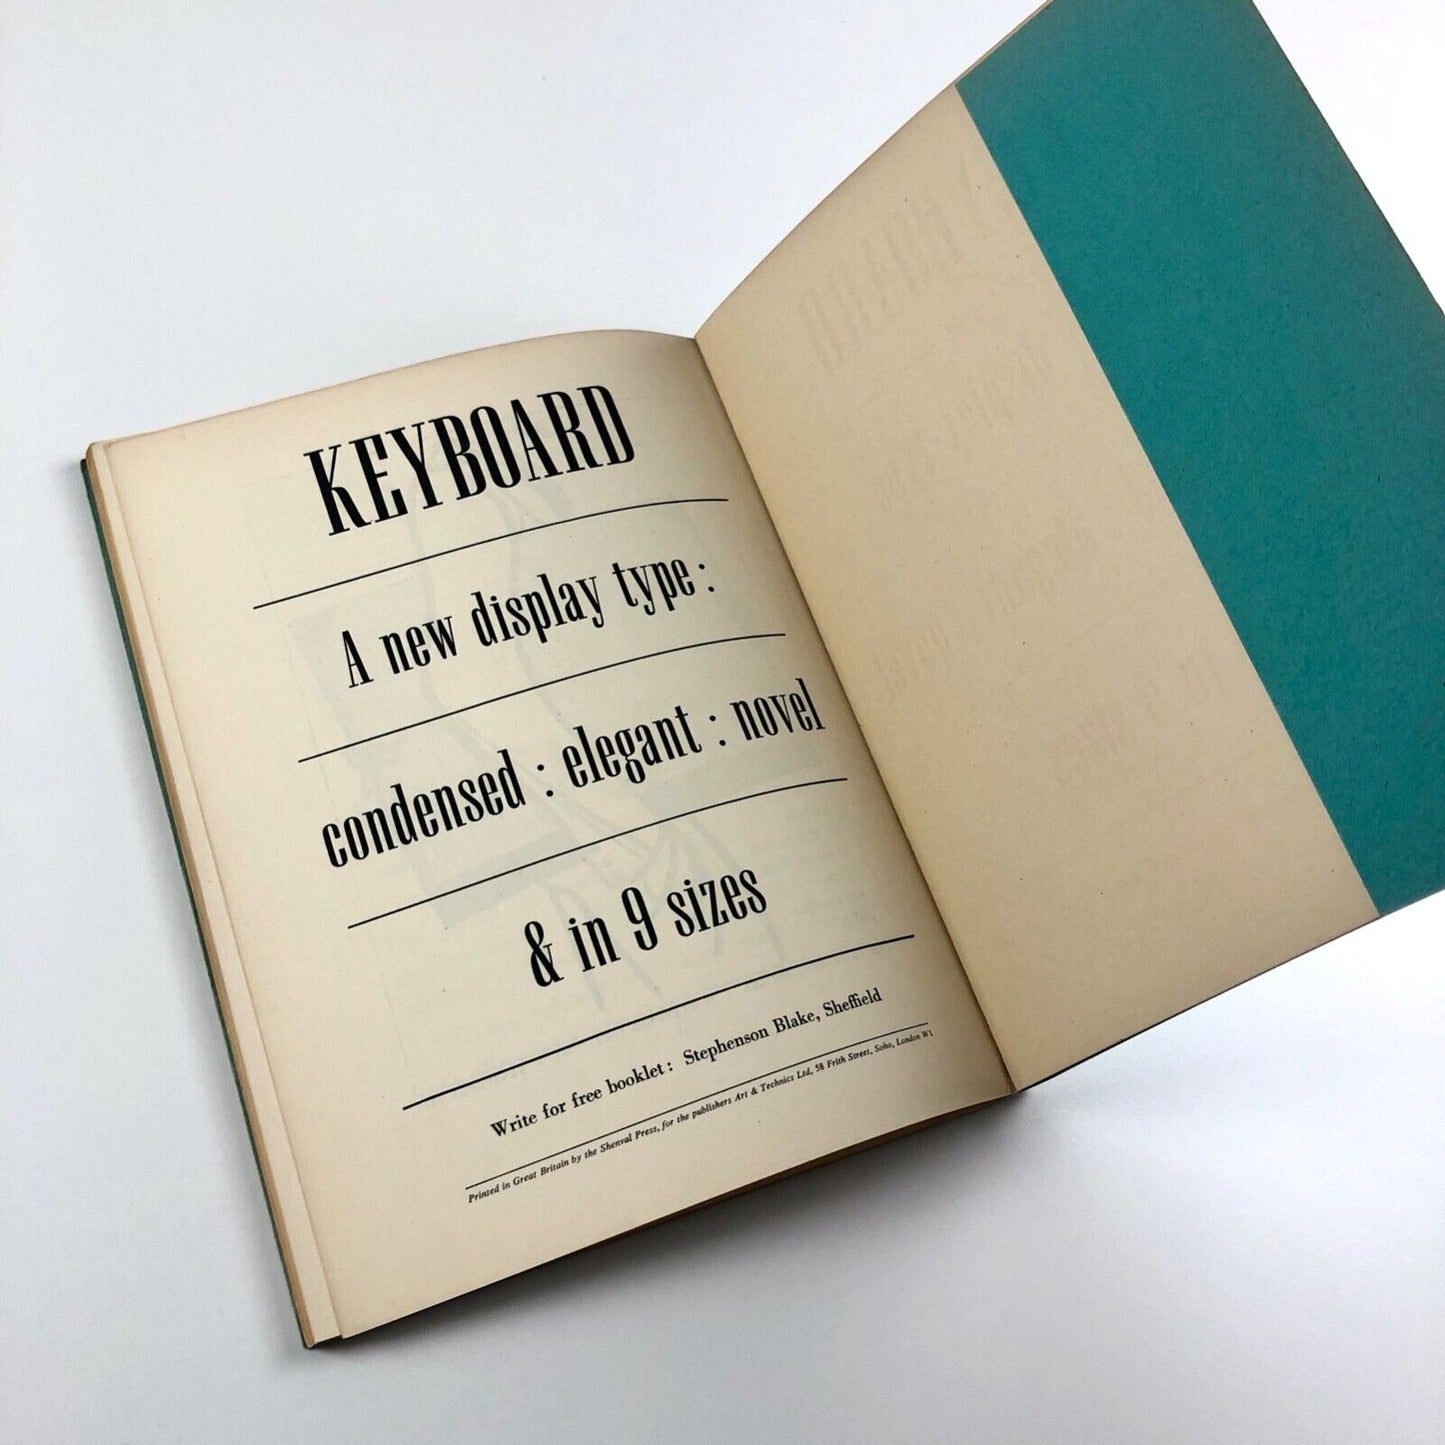 KEYBOARD
A new display type :
condensed : elegant : novel
& in 9 sizes
Write for free booklet : Stephenson Blake, Sheffield
Printed in Great Britain by the Shenval Press, for the publishers Art & Technics Ltd, 58 Frith Street, Soho, London W1